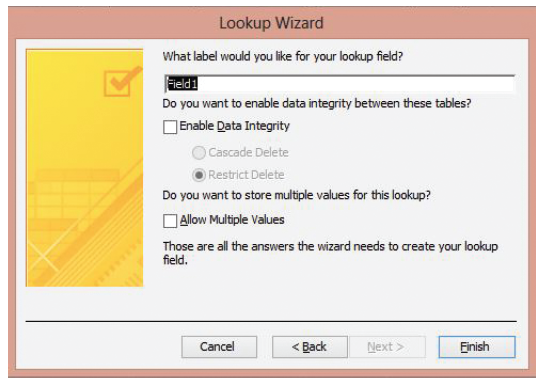 Lookup Wizard
What label would you like for your lookup field?
Field1
Do you want to enable data integrity between these tables?
Enable Data Integrity
Cascade Delete
Restrict Delete
Do you want to store multiple values for this lookup?
Allow Multiple Values
Those are all the answers the wizard needs to create your lookup
field.
Cancel < Back Next > Finish